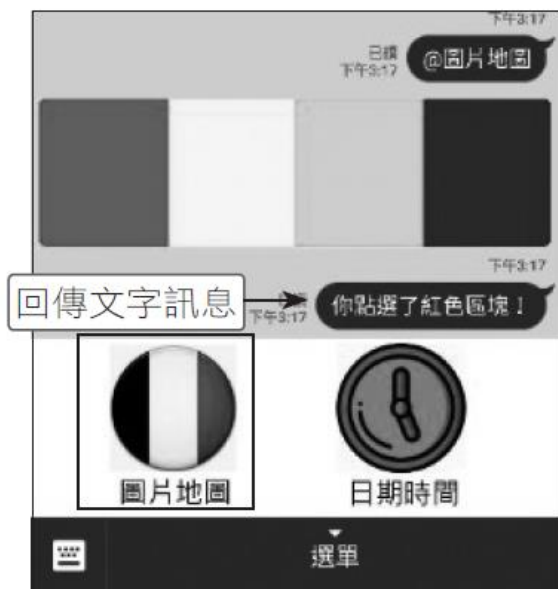 下午3:17
已讀
下午3:17
@圖片地圖
下午3:17
回傳文字訊息
下午3:17
你點選了紅色區塊！
圖片地圖
日期時間
選單